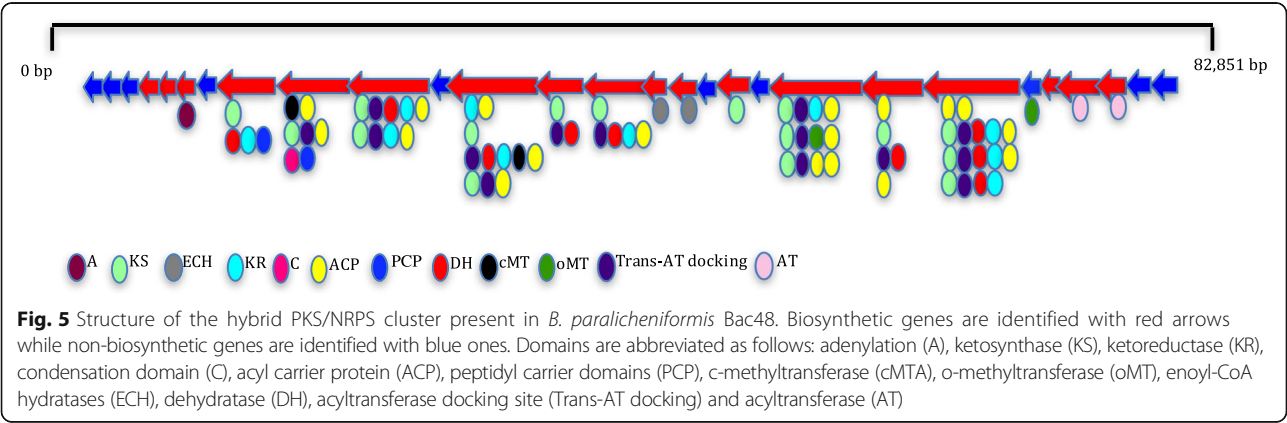 0 bp
82,851 bp
A KS ECH KR C ACP PCP DH cMT oMT Trans-AT docking AT
Fig. 5 Structure of the hybrid PKS/NRPS cluster present in B. paralicheniformis Bac48. Biosynthetic genes are identified with red arrows
while non-biosynthetic genes are identified with blue ones. Domains are abbreviated as follows: adenylation (A), ketosynthase (KS), ketoreductase (KR),
condensation domain (C), acyl carrier protein (ACP), peptidyl carrier domains (PCP), c-methyltransferase (cMTA), o-methyltransferase (oMT), enoyl-CoA
hydratases (ECH), dehydratase (DH), acyltransferase docking site (Trans-AT docking) and acyltransferase (AT)